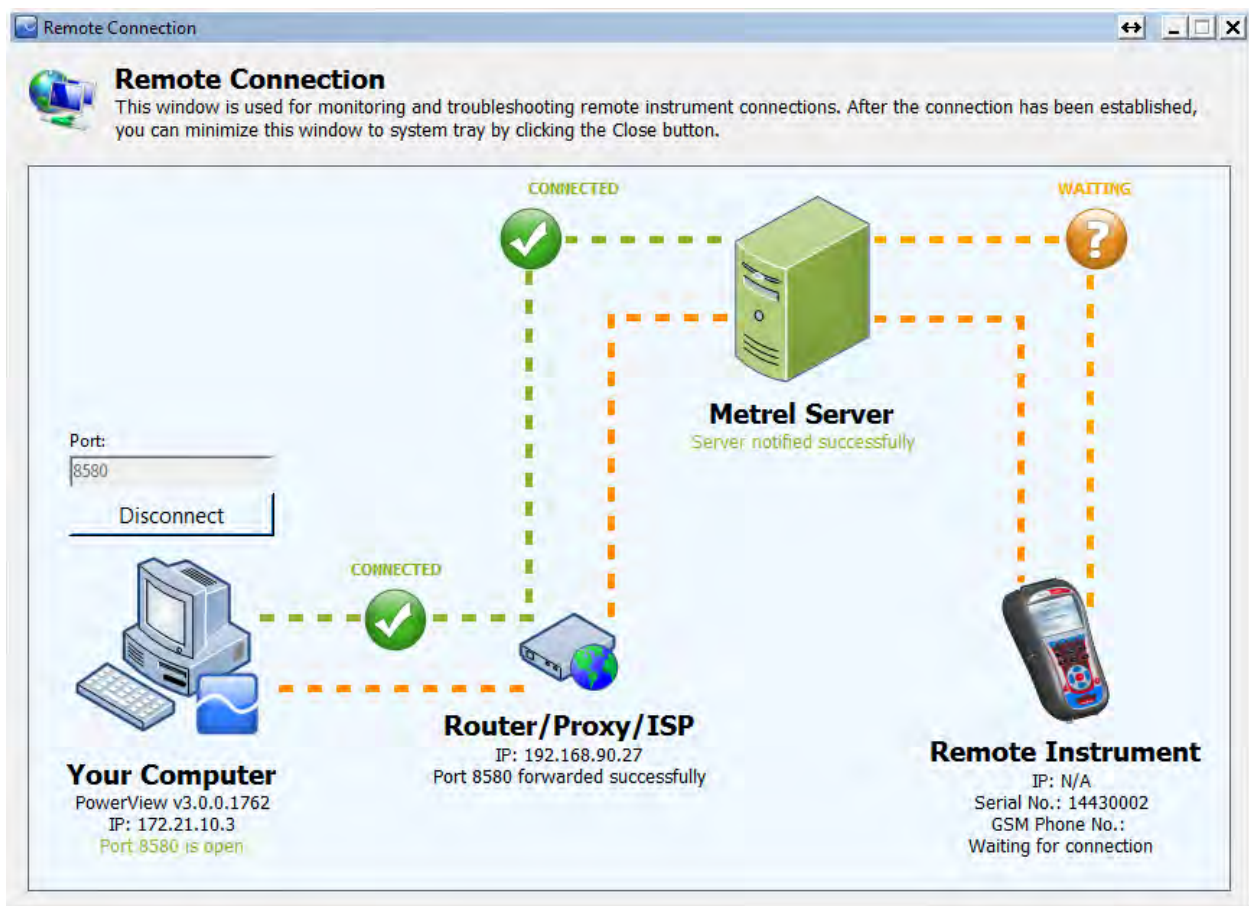 Remote Connection
Remote Connection
This window is used for monitoring and troubleshooting remote instrument connections. After the connection has been established,
you can minimize this window to system tray by clicking the Close button.
CONNECTED
WAITING
?
Metrel Server
Server notified successfully
Port:
8580
Disconnect
CONNECTED
Router/Proxy/ISP
IP: 192.168.90.27
Port 8580 forwarded successfully
Your Computer
PowerView v3.0.0.1762
IP: 172.21.10.3
Port 8580 is open
Remote Instrument
IP: N/A
Serial No.: 14430002
GSM Phone No.:
Waiting for connection